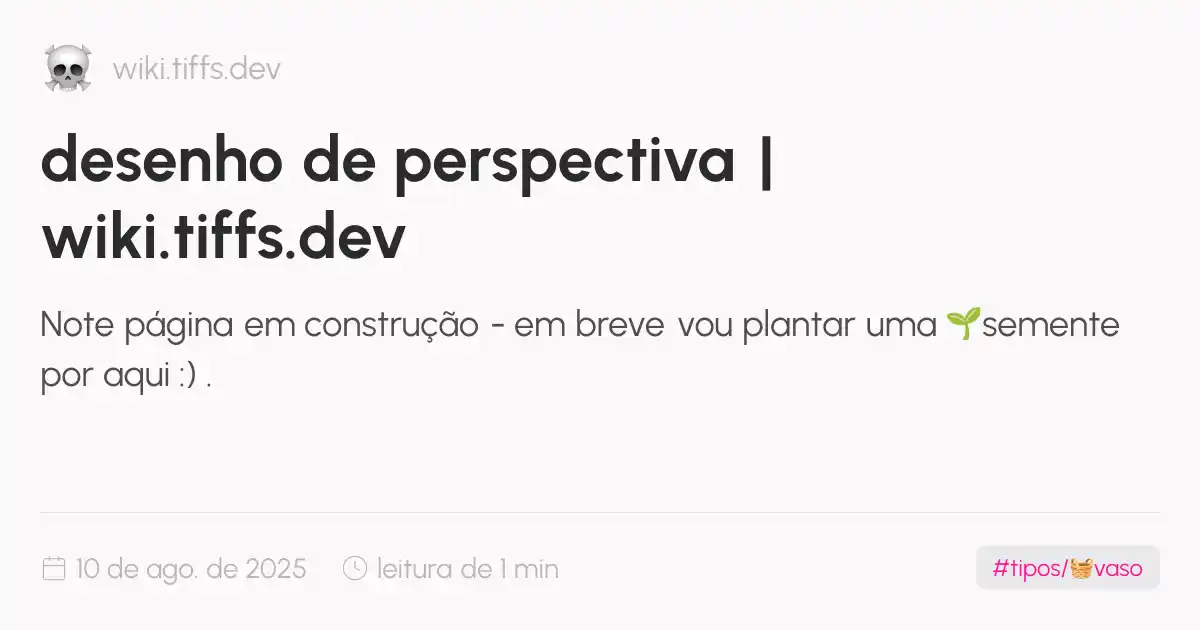 wiki.tiffs.dev
desenho de perspectiva |
wiki.tiffs.dev
Note página em construção - em breve vou plantar uma 🌱semente
por aqui :) .
10 de ago. de 2025 leitura de 1 min #tipos/🧺vaso